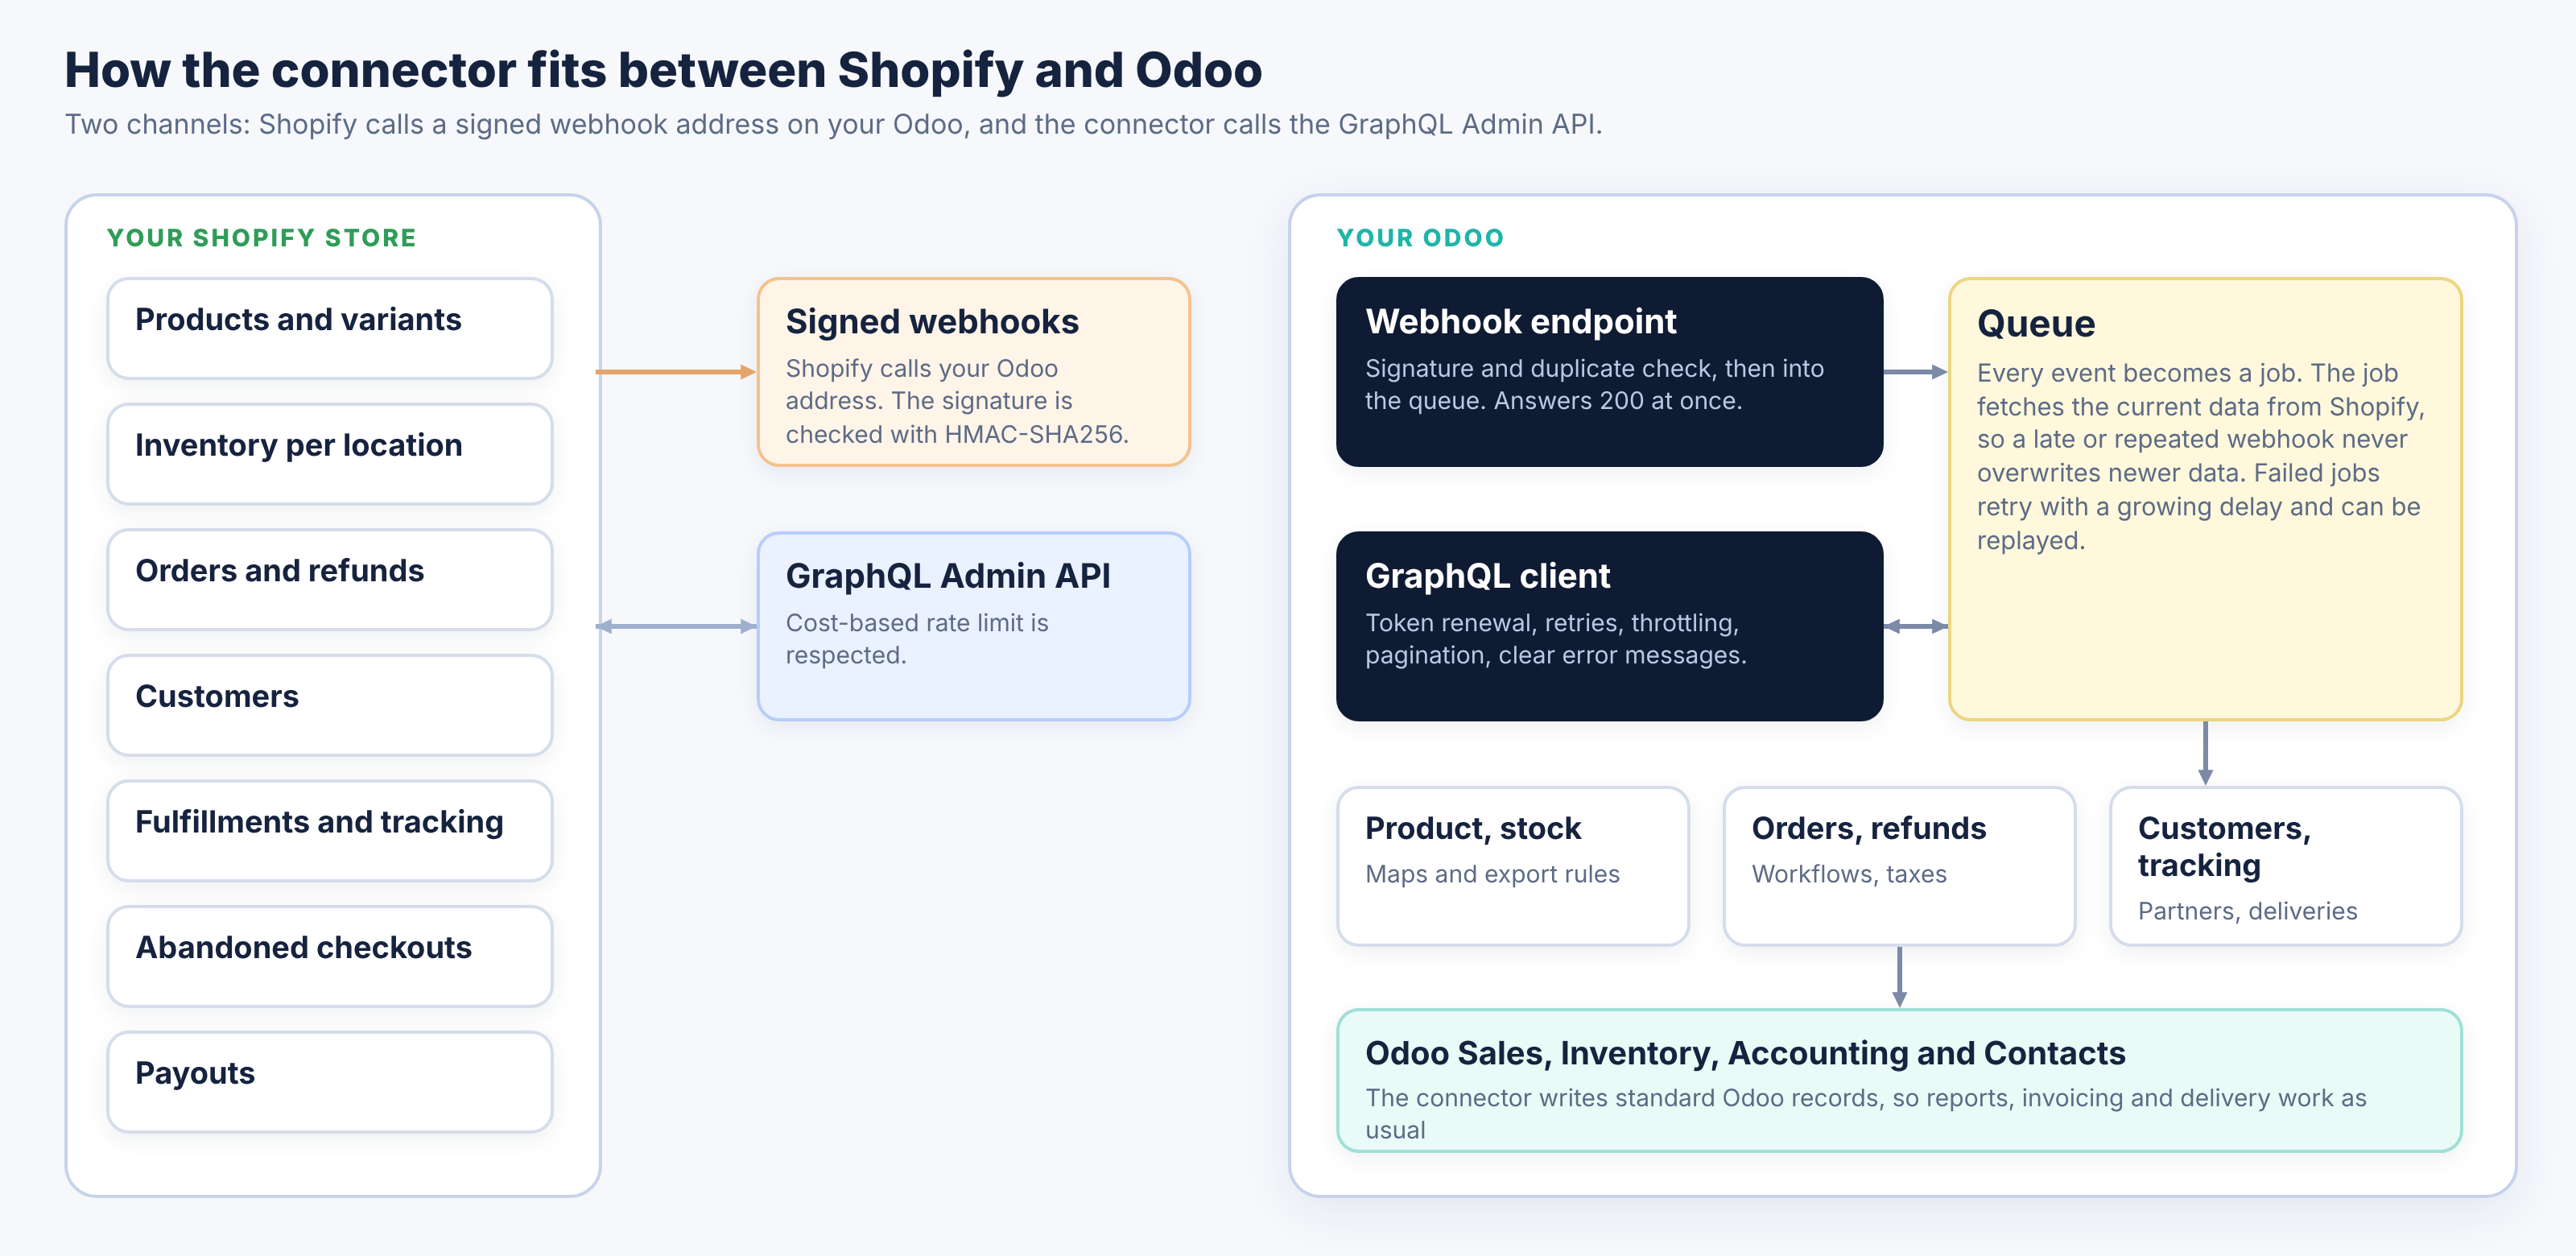 How the connector fits between Shopify and Odoo
Two channels: Shopify calls a signed webhook address on your Odoo, and the connector calls the GraphQL Admin API.
YOUR SHOPIFY STORE
Products and variants
Inventory per location
Orders and refunds
Customers
Fulfillments and tracking
Abandoned checkouts
Payouts
Signed webhooks
Shopify calls your Odoo
address. The signature is
checked with HMAC-SHA256.
GraphQL Admin API
Cost-based rate limit is
respected.
YOUR ODOO
Webhook endpoint
Signature and duplicate check, then into
the queue. Answers 200 at once.
Queue
Every event becomes a job. The job
fetches the current data from Shopify,
so a late or repeated webhook never
overwrites newer data. Failed jobs
retry with a growing delay and can be
replayed.
GraphQL client
Token renewal, retries, throttling,
pagination, clear error messages.
Product, stock
Maps and export rules
Orders, refunds
Workflows, taxes
Customers,
tracking
Partners, deliveries
Odoo Sales, Inventory, Accounting and Contacts
The connector writes standard Odoo records, so reports, invoicing and delivery work as
usual